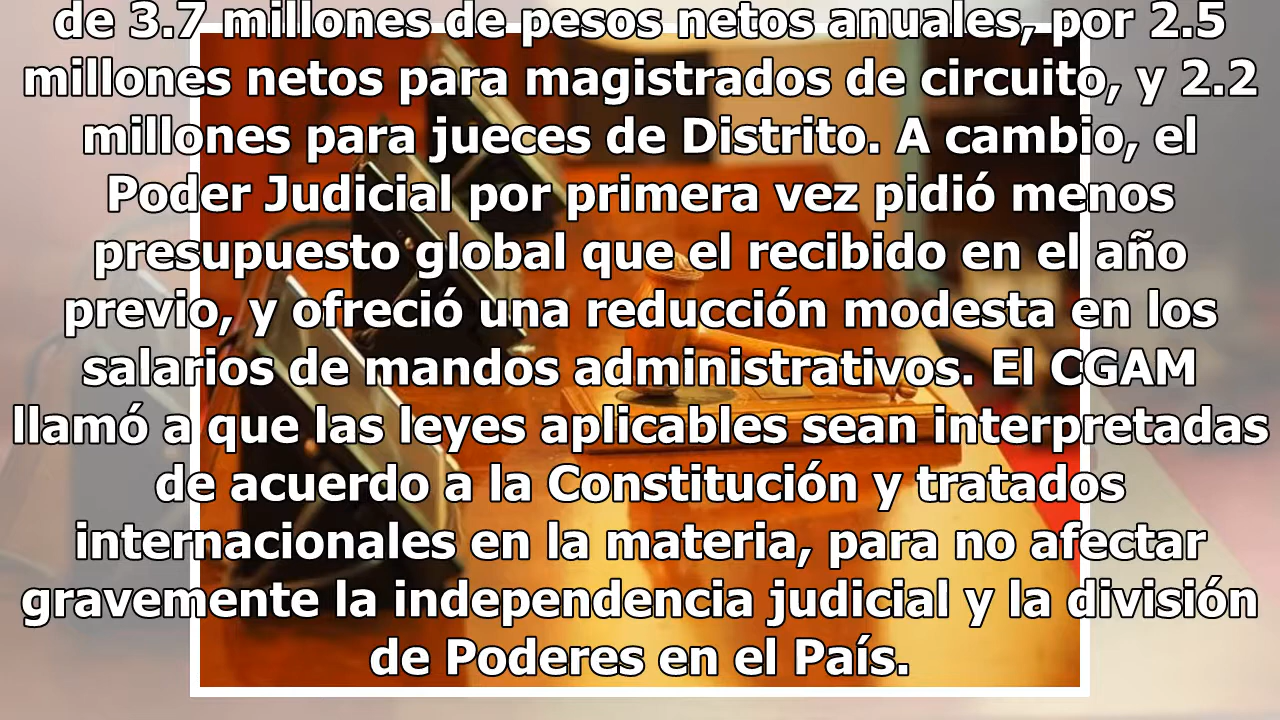 de 3.7 millones de pesos netos anuales, por 2.5
millones netos para magistrados de circuito, y 2.2
millones para jueces de Distrito. A cambio, el
Poder Judicial por primera vez pidió menos
presupuesto global que el recibido en el año
previo, y ofreció una reducción modesta en los
salarios de mandos administrativos. El CGAM
llamó a que las leyes aplicables sean interpretadas
de acuerdo a la Constitución y tratados
internacionales en la materia, para no afectar
gravemente la independencia judicial y la división
de Poderes en el País.